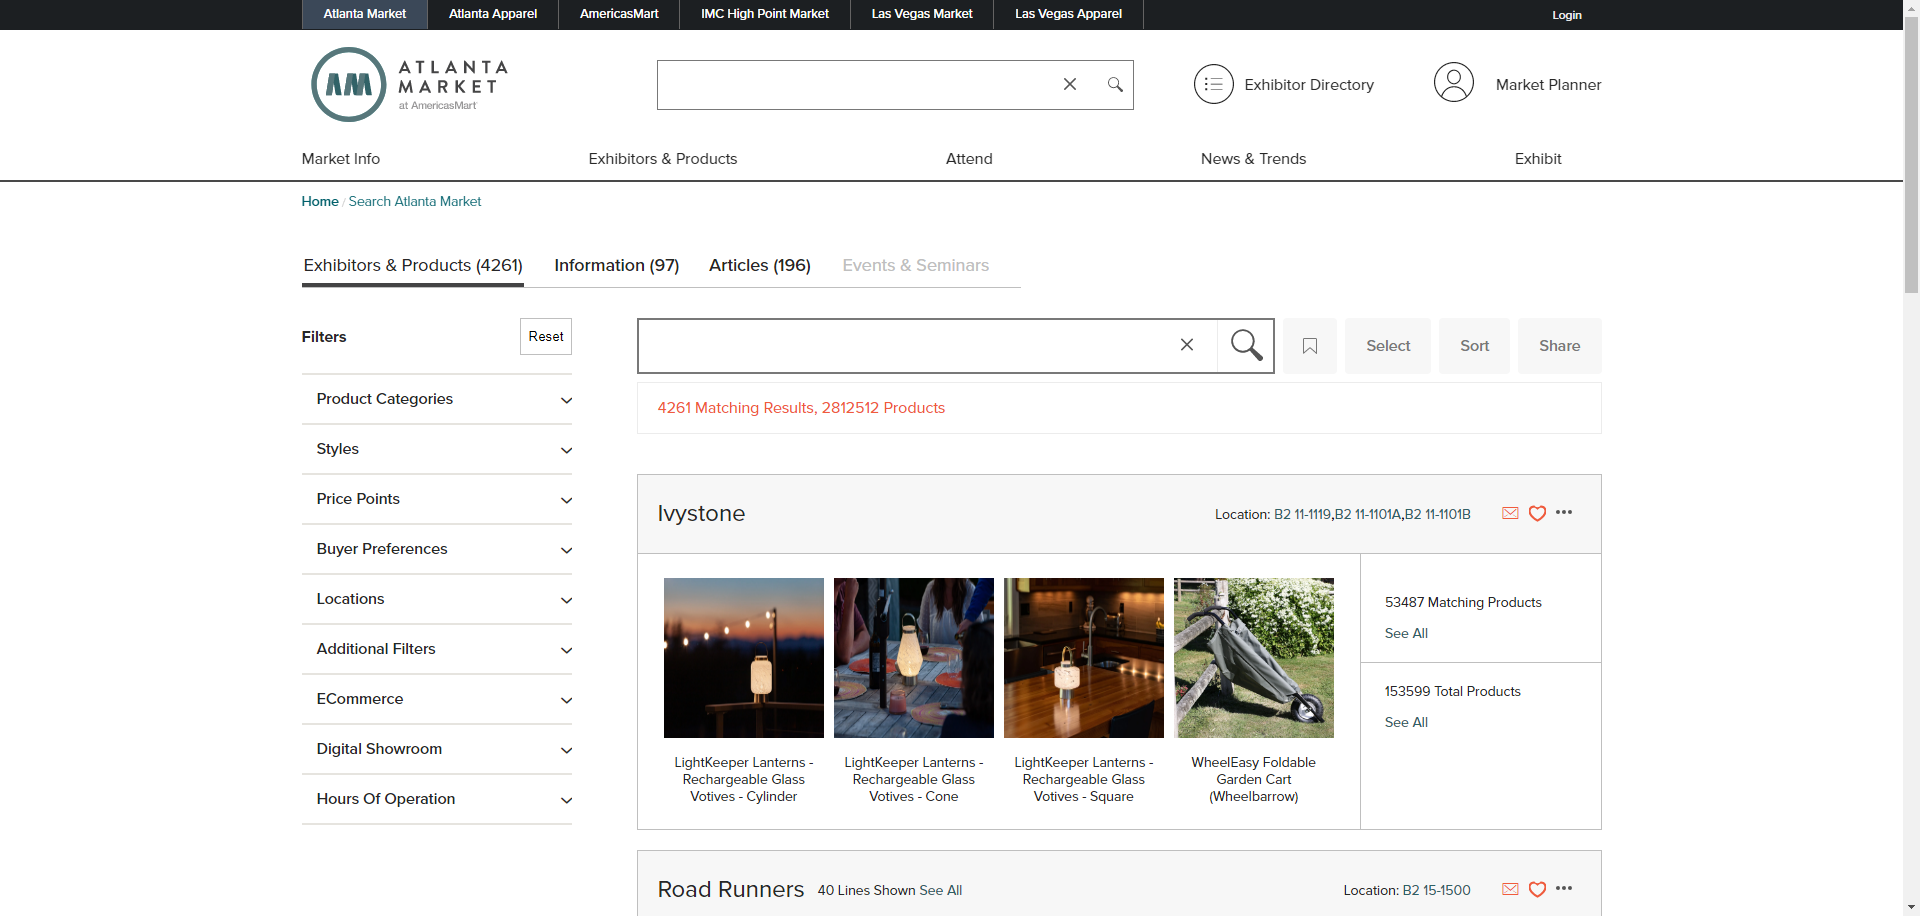 Atlanta Market
Atlanta Apparel
AmericasMart
IMC High Point Market
Las Vegas Market
Las Vegas Apparel
Login
AM
ATLANTA
MARKET
at AmericasMart
Exhibitor Directory
Market Planner
Market Info
Exhibitors & Products
Attend
News & Trends
Exhibit
Home / Search Atlanta Market
Exhibitors & Products (4261)
Information (97)
Articles (196)
Events & Seminars
Filters
Reset
Product Categories
Styles
Price Points
Buyer Preferences
Locations
Additional Filters
ECommerce
Digital Showroom
Hours Of Operation
Select
Sort
Share
4261 Matching Results, 2812512 Products
Ivystone
Location: B2 11-1119,B2 11-1101A,B2 11-1101B
LightKeeper Lanterns -
Rechargeable Glass
Votives - Cylinder
LightKeeper Lanterns -
Rechargeable Glass
Votives - Cone
LightKeeper Lanterns -
Rechargeable Glass
Votives - Square
WheelEasy Foldable
Garden Cart
(Wheelbarrow)
53487 Matching Products
See All
153599 Total Products
See All
Road Runners
40 Lines Shown See All
Location: B2 15-1500